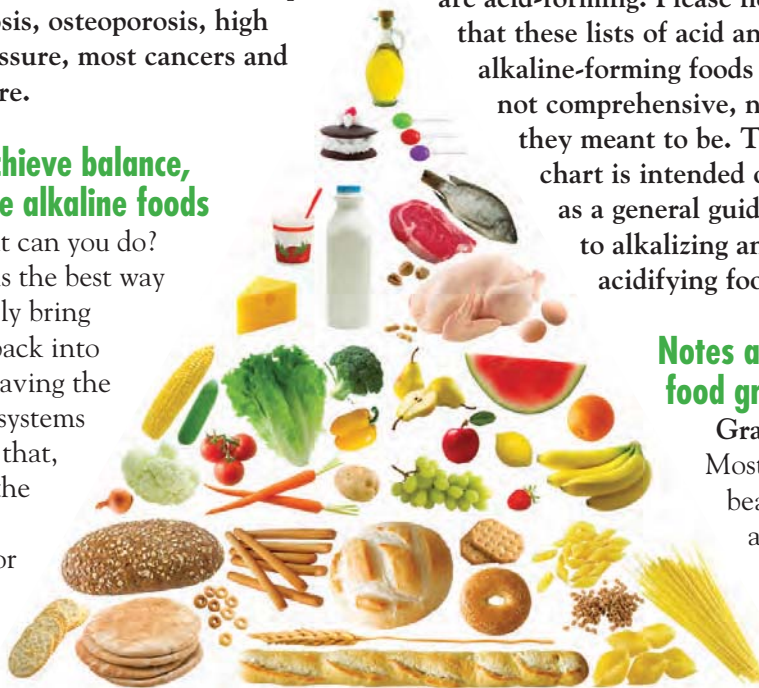 osis, osteoporosis, high
ssure, most cancers and
re.
chieve balance,
e alkaline foods
t can you do?
s the best way
ly bring
back into
aving the
systems
that,
the
or
are acid-forming. Please no
that these lists of acid an
alkaline-forming foods
not comprehensive, n
they meant to be. T
chart is intended o
as a general guid
to alkalizing an
acidifying foo
Notes a
food gr
Gra
Most
bea
a